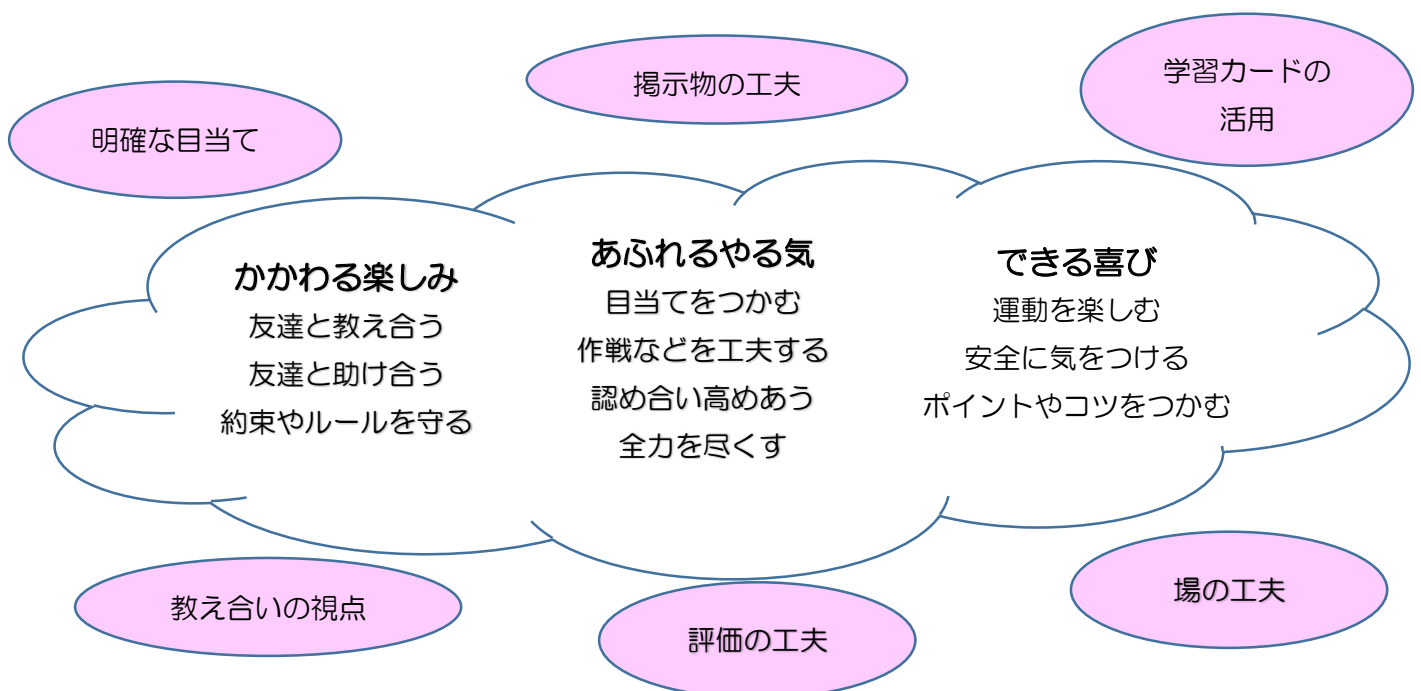 明確な目当て
掲示物の工夫
学習カードの
活用
かかわる楽しみ
友達と教え合う
友達と助け合う
約束やルールを守る
あふれるやる気
目当てをつかむ
作戦などを工夫する
認め合い高めあう
全力を尽くす
できる喜び
運動を楽しむ
安全に気をつける
ポイントやコツをつかむ
教え合いの視点
評価の工夫
場の工夫